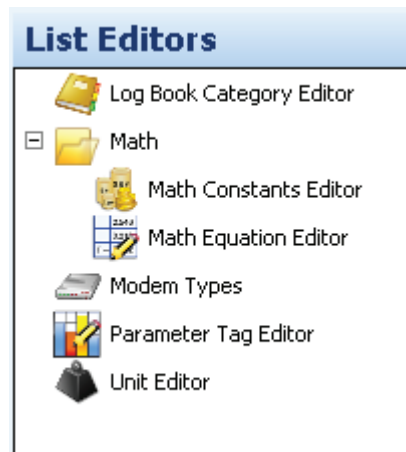 List Editors
Log Book Category Editor
Math
Math Constants Editor
Math Equation Editor
Modem Types
Parameter Tag Editor
Unit Editor